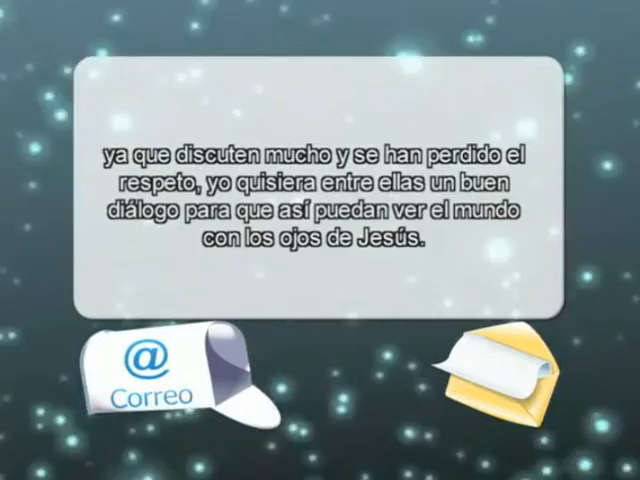 ya que discuten mucho y se han perdido el
respeto, yo quisiera entre ellas un buen
diálogo para que así puedan ver el mundo
con los ojos de Jesús.
@
Correo